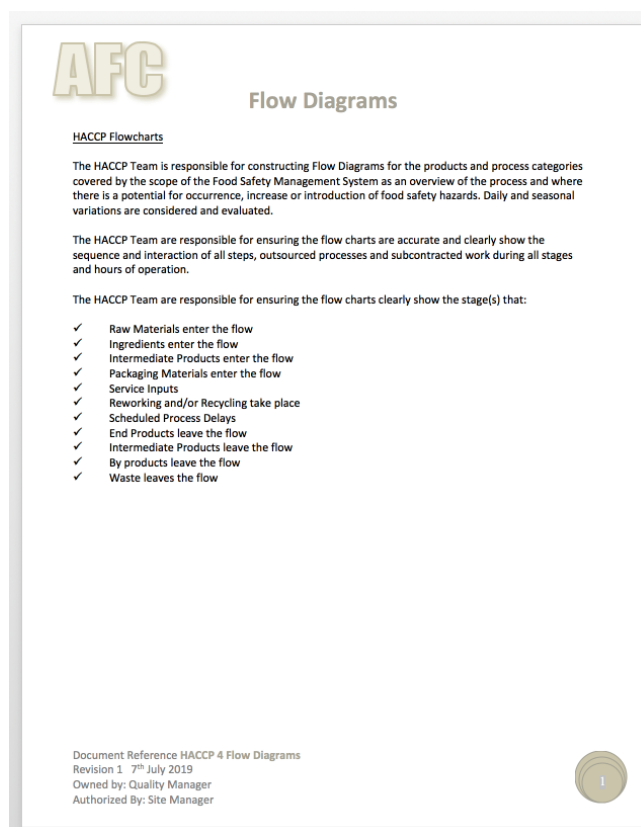 AFC
Flow Diagrams
HACCP Flowcharts
The HACCP Team is responsible for constructing Flow Diagrams for the products and process categories
covered by the scope of the Food Safety Management System as an overview of the process and where
there is a potential for occurrence, increase or introduction of food safety hazards. Daily and seasonal
variations are considered and evaluated.
The HACCP Team are responsible for ensuring the flow charts are accurate and clearly show the
sequence and interaction of all steps, outsourced processes and subcontracted work during all stages
and hours of operation.
The HACCP Team are responsible for ensuring the flow charts clearly show the stage(s) that:
✓ Raw Materials enter the flow
✓ Ingredients enter the flow
✓ Intermediate Products enter the flow
✓ Packaging Materials enter the flow
✓ Service Inputs
✓ Reworking and/or Recycling take place
✓ Scheduled Process Delays
✓ End Products leave the flow
✓ Intermediate Products leave the flow
✓ By products leave the flow
✓ Waste leaves the flow
Document Reference HACCP 4 Flow Diagrams
Revision 1 7th July 2019
Owned by: Quality Manager
Authorized By: Site Manager
1